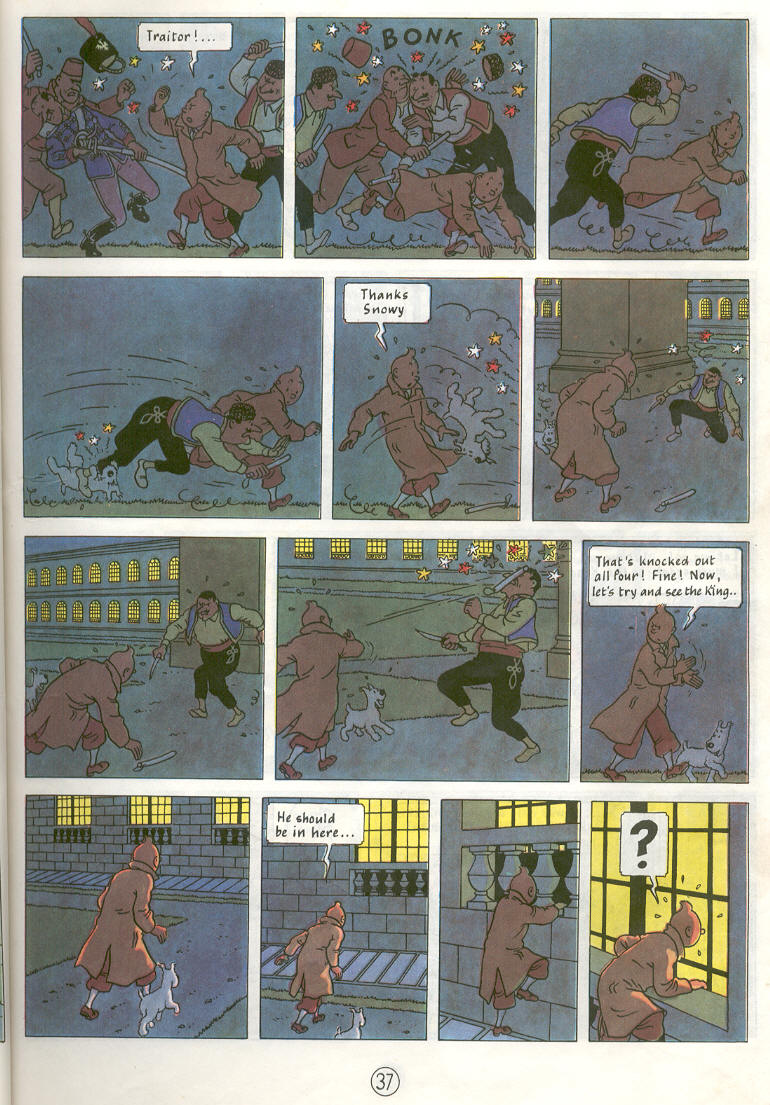 Traitor!...
BONK
Thanks
Snowy
That's knocked out
all four! Fine! Now,
let's try and see the King..
He should
be in here...
?
37